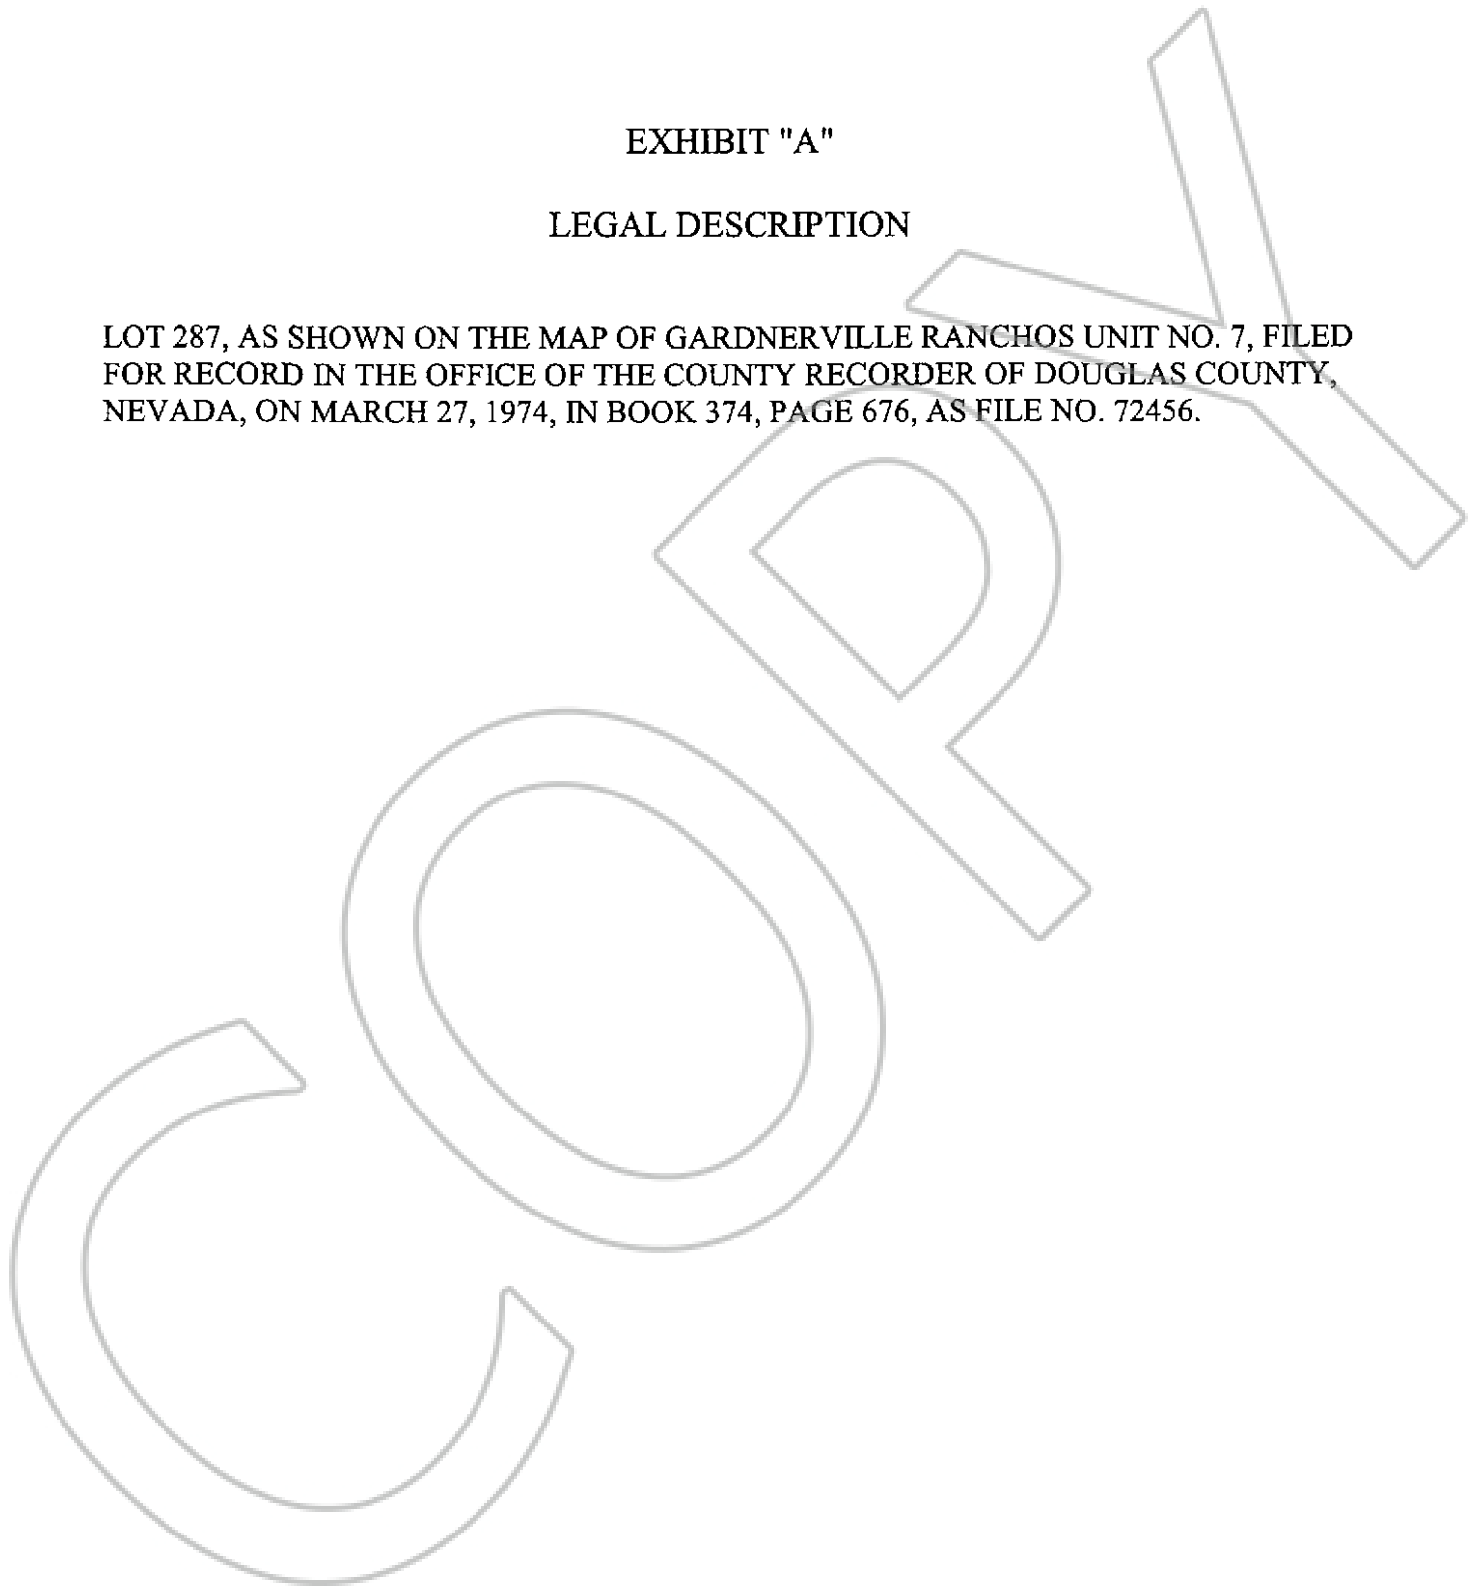 EXHIBIT "A"
LEGAL DESCRIPTION
LOT 287, AS SHOWN ON THE MAP OF GARDNERVILLE RANCHOS UNIT NO. 7, FILED
FOR RECORD IN THE OFFICE OF THE COUNTY RECORDER OF DOUGLAS COUNTY,
NEVADA, ON MARCH 27, 1974, IN BOOK 374, PAGE 676, AS FILE NO. 72456.
COPY